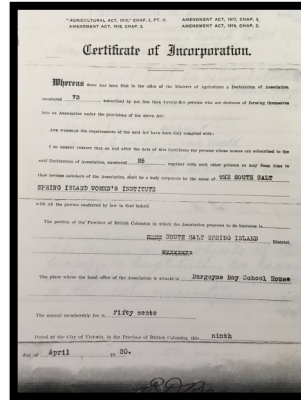 "AGRICULTURAL ACT, 1915," CHAP. 2, PT. II. AMENDMENT ACT, 1917, CHAP. 2,
AMENDMENT ACT, 1918, CHAP. 2. AMENDMENT ACT, 1919, CHAP. 2.
Certificate of Incorporation.
Whereas there has been filed in the office of the Minister of Agriculture a Declaration of Association,
numbered 73 subscribed by not less than twenty-five persons who are desirous of forming themselves
into an Association under the provisions of the above Act:
And whereas the requirements of the said Act have been duly complied with:
I do hereby certify that on and after the date of this Certificate the persons whose names are subscribed to the
said Declaration of Association, numbered 25 together with such other persons as may from time to
time become members of the Association, shall be a body corporate by the name of THE SOUTH SALT
SPRING ISLAND WOMEN'S INSTITUTE
with all the powers conferred by law in that behalf.
The portion of the Province of British Columbia in which the Association proposes to do business is
SOUTH SALT SPRING ISLAND District,
The place where the head office of the Association is situate is Burgoyne Bay School House
The annual membership fee is Fifty cents
Dated at the City of Victoria, in the Province of British Columbia, this ninth
day of April 19 20.